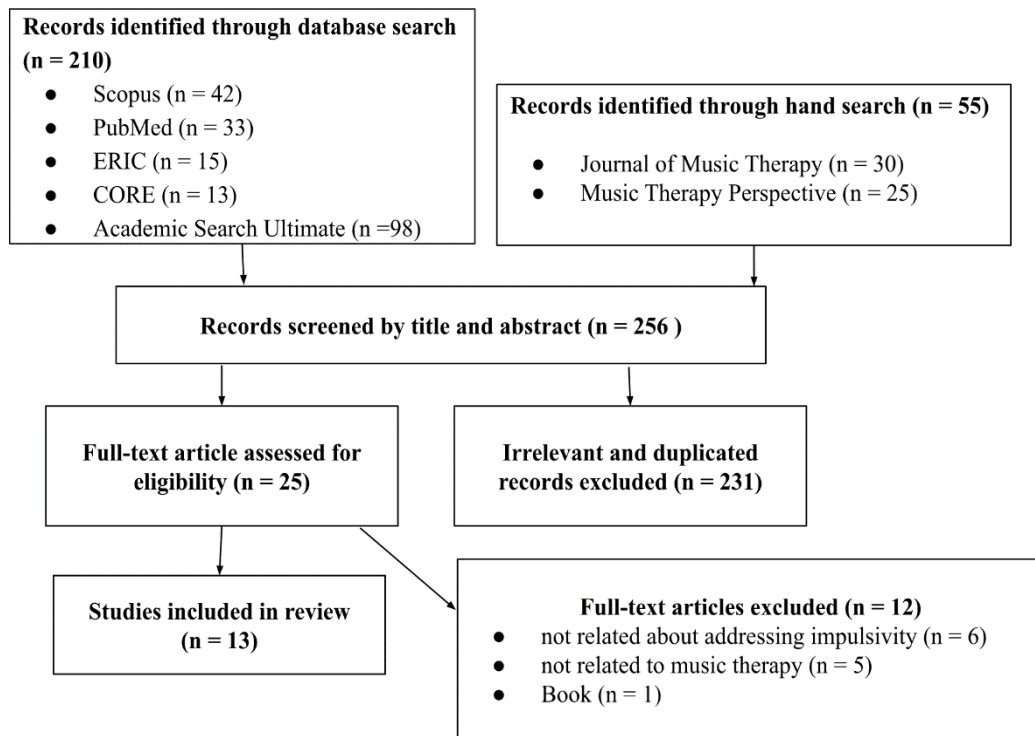 Records identified through database search
(n = 210)
● Scopus (n = 42)
● PubMed (n = 33)
● ERIC (n = 15)
● CORE (n = 13)
● Academic Search Ultimate (n =98)
Records identified through hand search (n = 55)
● Journal of Music Therapy (n = 30)
● Music Therapy Perspective (n = 25)
Records screened by title and abstract (n = 256 )
Full-text article assessed for
eligibility (n = 25)
Irrelevant and duplicated
records excluded (n = 231)
Studies included in review
(n = 13)
Full-text articles excluded (n = 12)
● not related about addressing impulsivity (n = 6)
● not related to music therapy (n = 5)
● Book (n = 1)